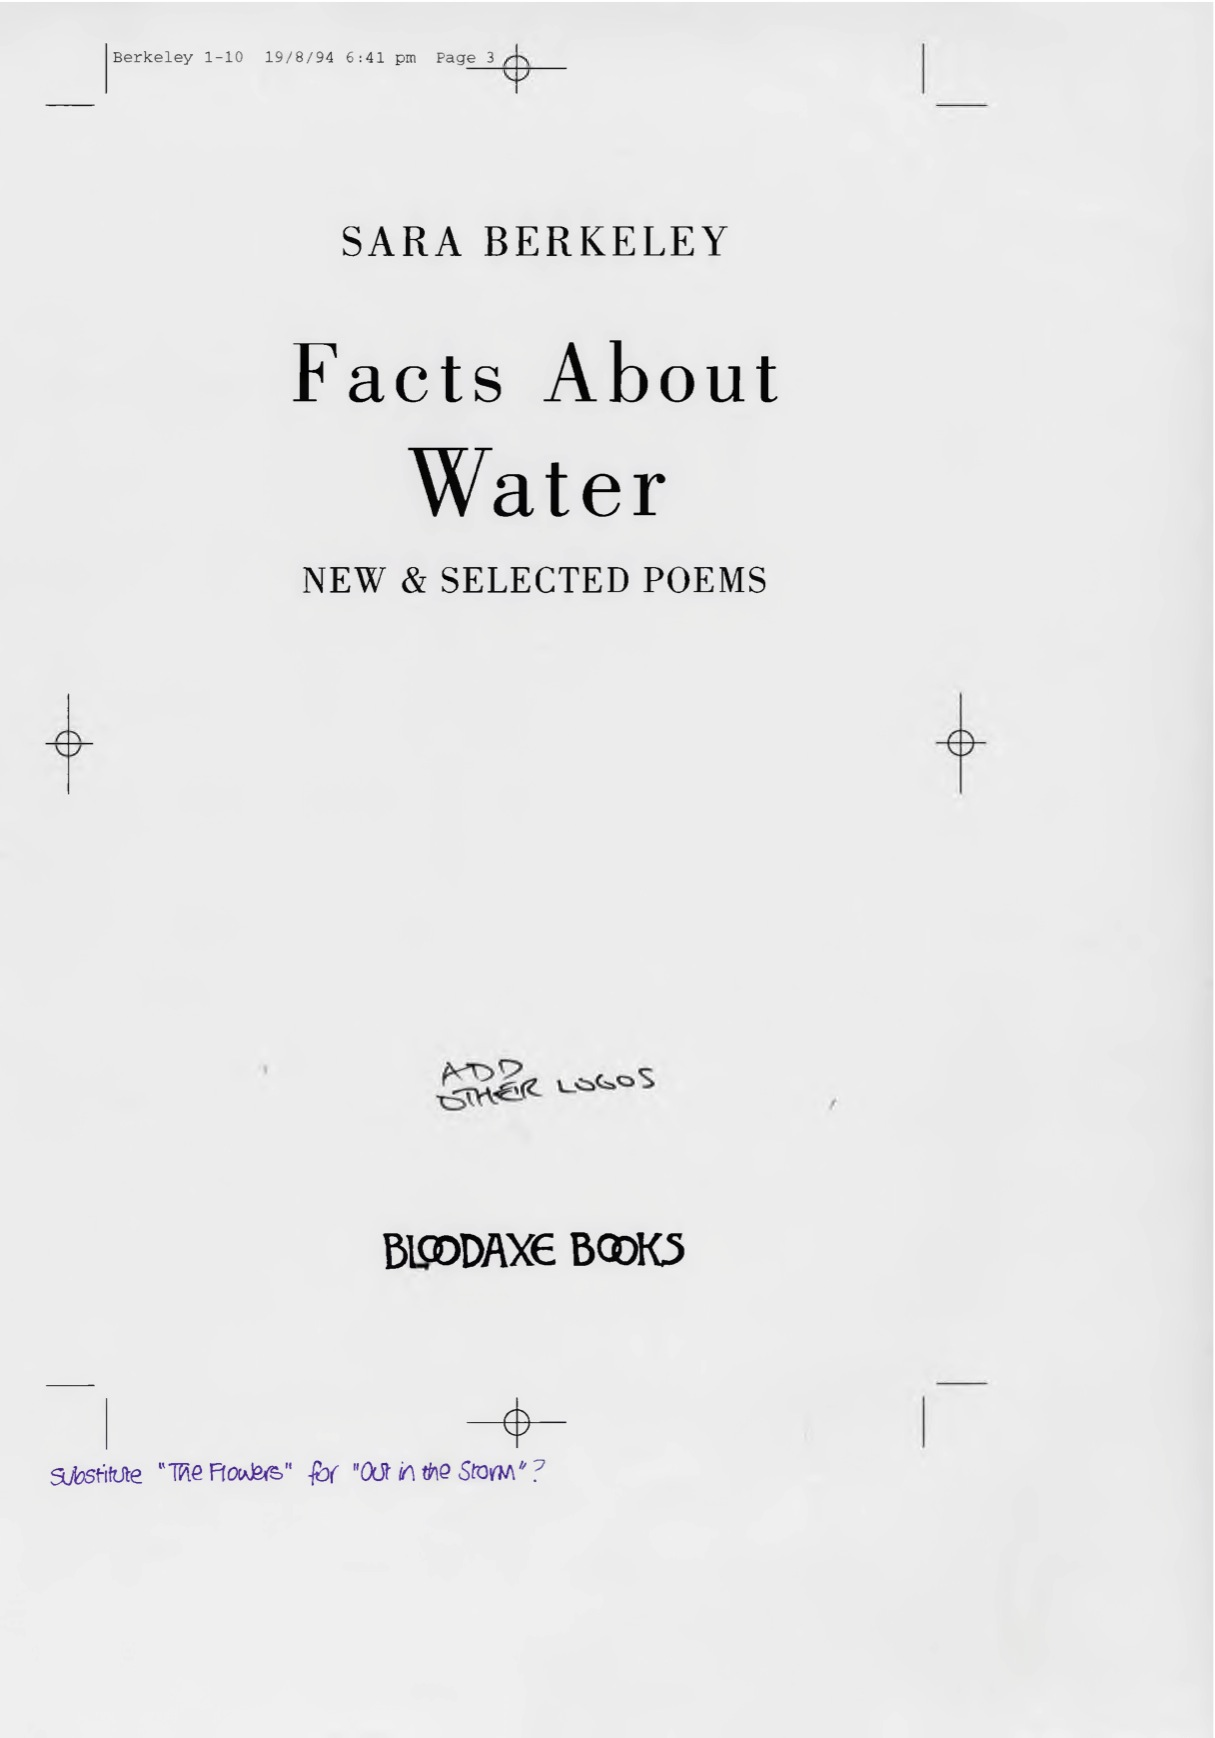 Berkeley 1-10 19/8/94 6:41 pm Page 3
SARA BERKELEY
Facts About
Water
NEW & SELECTED POEMS
ADD
OTHER LOGOS
BLOODAXE BOOKS
Substitute "The Flowers" for "Out in the Storm"?